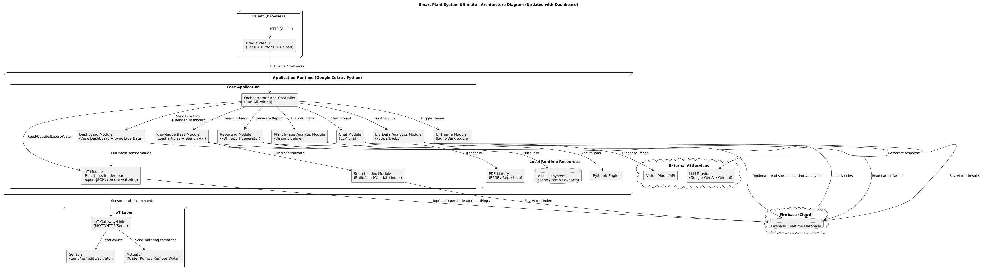 Smart Plant System Ultimate - Architecture Diagram (Updated with Dashboard)
Client (Browser)
HTTP (Gradio)
Gradio Web UI
(Tabs + Buttons + Upload)
UI Events / Callbacks
Application Runtime (Google Colab / Python)
Core Application
Orchestrator / App Controller
(Run All, wiring)
Sync Live Data
+ Render Dashboard
Search Query
Generate Report
Analyze Image
Chat Prompt
Run Analytics
Toggle Theme
Read/Update/Export/Water
Dashboard Module
(View Dashboard + Sync Live Data)
Knowledge Base Module
(Load articles + Search API)
Reporting Module
(PDF report generator)
Plant Image Analysis Module
(Vision pipeline)
Chat Module
(LLM chat)
Big Data Analytics Module
(PySpark jobs)
UI Theme Module
(Light/Dark toggle)
Pull latest sensor values
Build/Load/Validate
Render PDF
Output PDF
Execute Jobs
Diagnose image
Generate response
IoT Module
(Real-time, leaderboard,
export JSON, remote watering)
Search Index Module
(Build/Load/Validate Index)
Local Runtime Resources
PDF Library
(FPDF / ReportLab)
Local Filesystem
(cache / temp / exports)
PySpark Engine
External AI Services
Vision Model/API
LLM Provider
(Google GenAI / Gemini)
(optional) read stored snapshots/analytics
Load Articles
Read Latest Results
Save/Load Results
Sensor reads / commands
(optional) persist leaderboard/logs
Save/Load Index
IoT Layer
IoT Gateway/Link
(MQTT/HTTP/Serial)
Read values
Send watering command
Sensors
(temp/humidity/soil/etc.)
Actuator
(Water Pump / Remote Water)
Firebase (Cloud)
Firebase Realtime Database